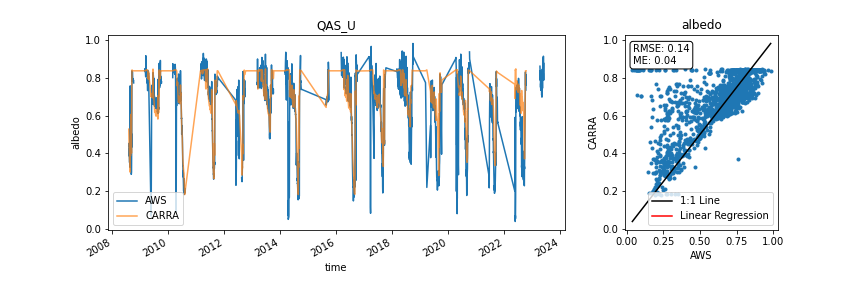 QAS_U
albedo
1.0
0.8
0.6
0.4
0.2
0.0
AWS
CARRA
2008
2010
2012
2014
2016
2018
2020
2022
2024
time
albedo
RMSE: 0.14
ME: 0.04
CARRA
1.0
0.8
0.6
0.4
0.2
0.0
1:1 Line
Linear Regression
0.00
0.25
0.50
0.75
1.00
AWS